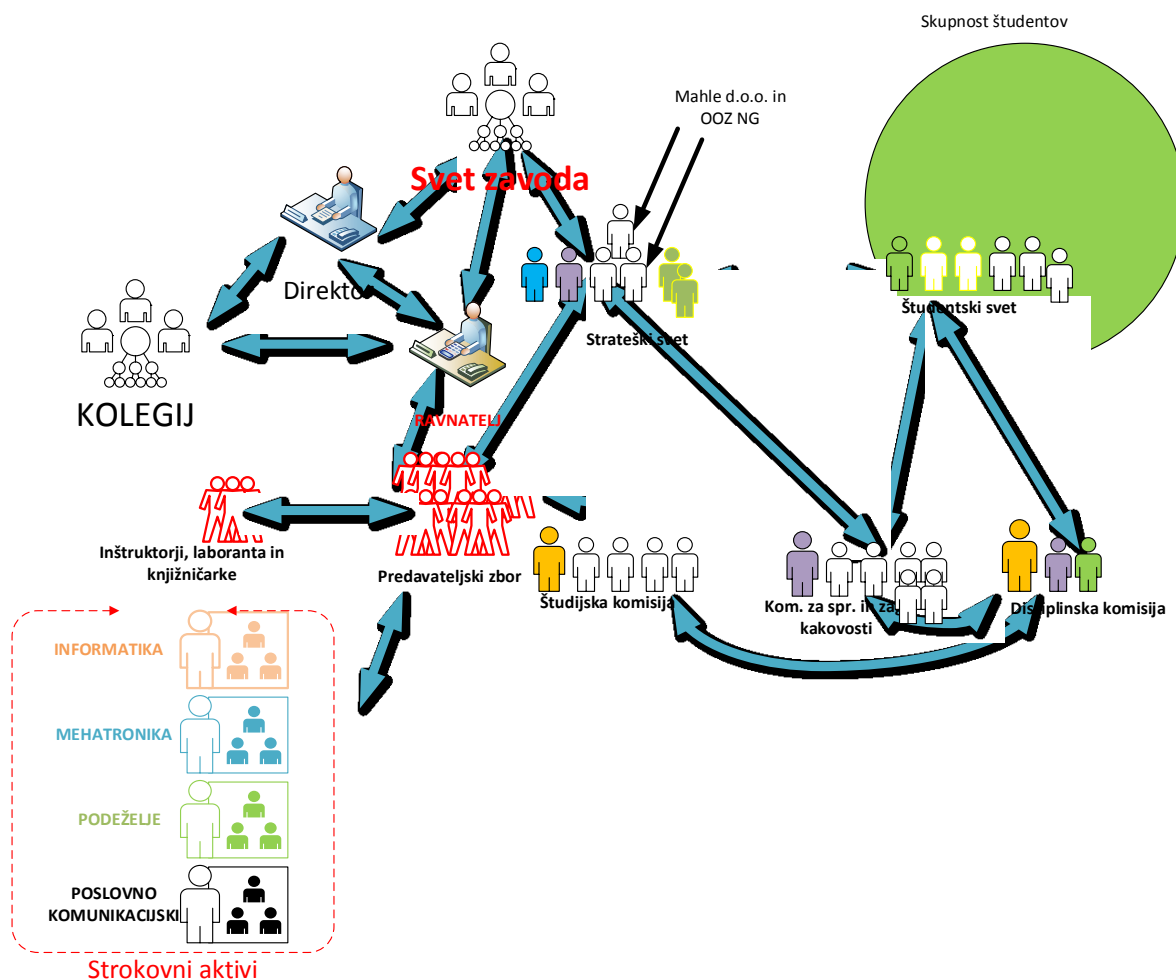 Skupnost študentov
Mahle d.o.o. in
OOZ NG
Svet zavoda
Direktor
Študentski svet
Strateški svet
KOLEGIJ
RAVNATELJ
Inštruktorji, laboranta in
knjižničarke
Predavateljski zbor
Študijska komisija
Kom. za spr. in za
kakovosti
Disciplinska komisija
INFORMATIKA
MEHATRONIKA
PODEŽELJE
POSLOVNO
KOMUNIKACIJSKI
Strokovni aktivi